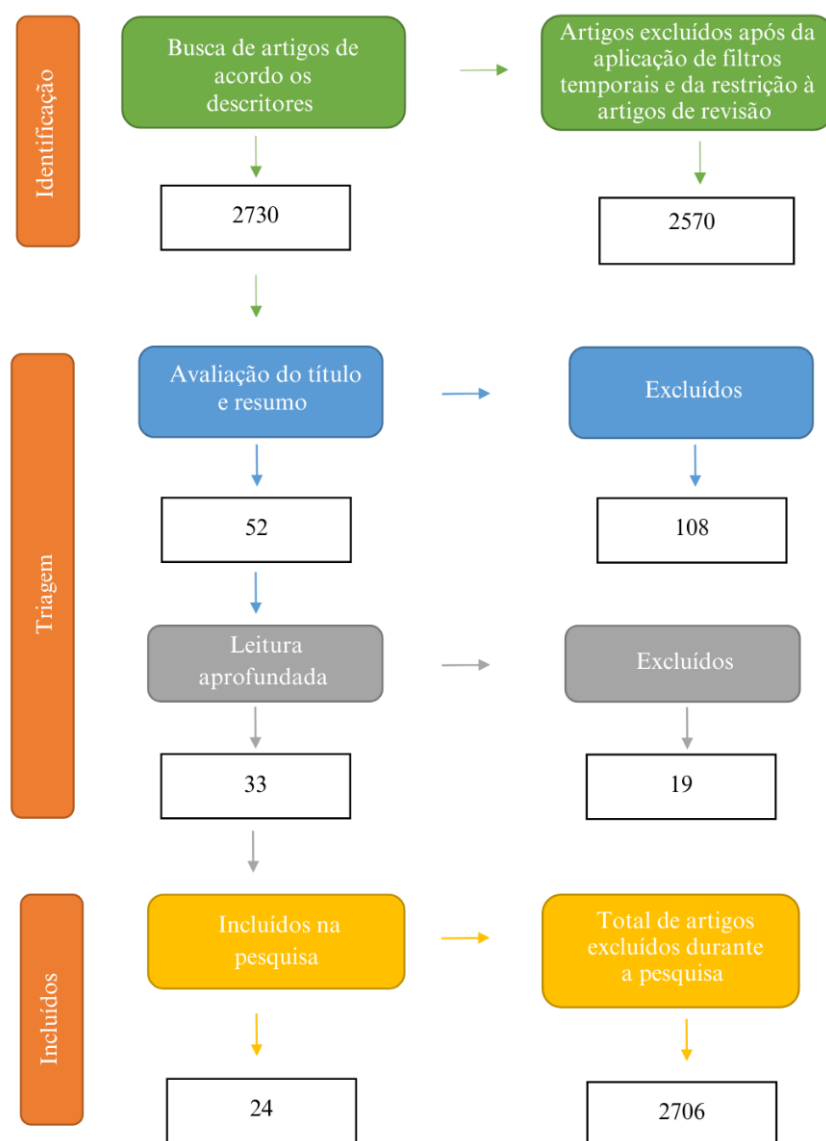 Identificação
Busca de artigos de
acordo os
descritores
Artigos excluídos após da
aplicação de filtros
temporais e da restrição à
artigos de revisão
2730
2570
Triagem
Avaliação do título
e resumo
Excluídos
52
108
Leitura
aprofundada
Excluídos
33
19
Incluídos
Incluídos na
pesquisa
Total de artigos
excluídos durante
a pesquisa
24
2706